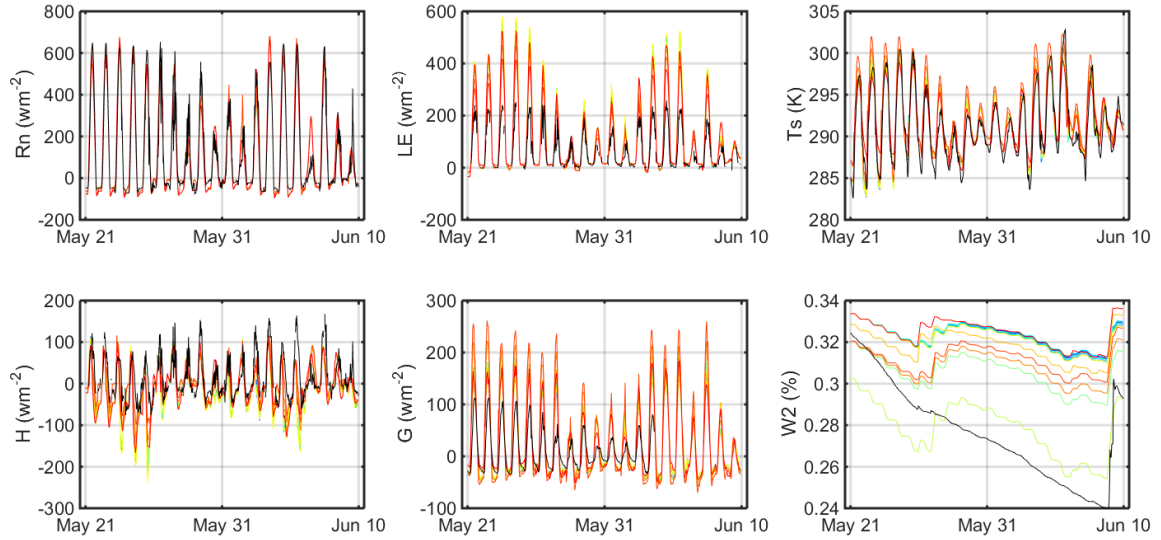 800
600
400
200
0
-200
Rn (wm-2)
May 21
May 31
Jun 10
600
400
200
0
-200
LE (wm-2)
May 21
May 31
Jun 10
305
300
295
290
285
280
Ts (K)
May 21
May 31
Jun 10
200
100
0
-100
-200
-300
H (wm-2)
May 21
May 31
Jun 10
300
200
100
0
-100
G (wm-2)
May 21
May 31
Jun 10
0.34
0.32
0.3
0.28
0.26
0.24
W2 (%)
May 21
May 31
Jun 10